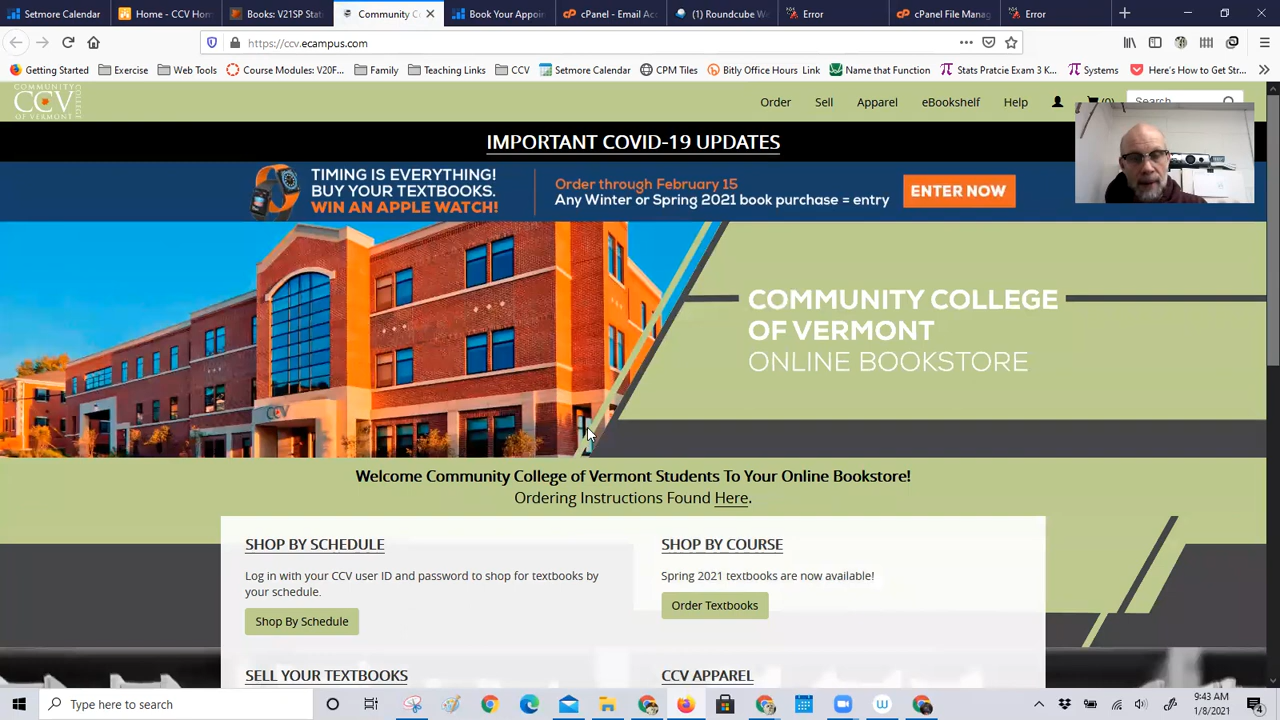 Setmore Calendar
Home - CCV Hom
Books: V21SP Stat
Community C
Book Your Appoin
cPanel - Email Acc
(1) Roundcube We
Error
cPanel File Manag
Error
https://ccv.ecampus.com
Getting Started
Exercise
Web Tools
Course Modules: V20F...
Family
Teaching Links
CCV
Setmore Calendar
CPM Tiles
Bitly Office Hours Link
Name that Function
Stats Pratcie Exam 3 K...
Systems
Here's How to Get Str...
COMMUNITY COLLEGE
CCV
OF VERMONT
Order
Sell
Apparel
eBookshelf
Help
(0)
Search
IMPORTANT COVID-19 UPDATES
TIMING IS EVERYTHING!
BUY YOUR TEXTBOOKS.
WIN AN APPLE WATCH!
Order through February 15
Any Winter or Spring 2021 book purchase = entry
ENTER NOW
COMMUNITY COLLEGE
OF VERMONT
ONLINE BOOKSTORE
CCV
Welcome Community College of Vermont Students To Your Online Bookstore!
Ordering Instructions Found Here.
SHOP BY SCHEDULE
Log in with your CCV user ID and password to shop for textbooks by
your schedule.
Shop By Schedule
SHOP BY COURSE
Spring 2021 textbooks are now available!
Order Textbooks
SELL YOUR TEXTBOOKS
CCV APPAREL
Type here to search
9:43 AM
1/8/2021
4